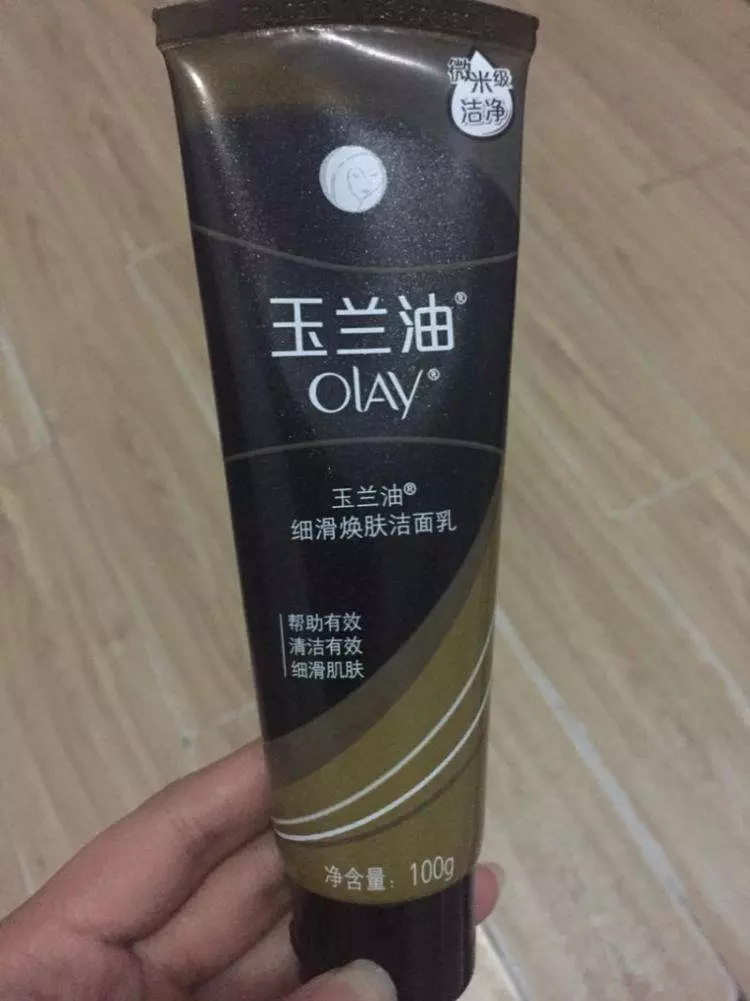 微米级
洁净
玉兰油®
OLAY®
玉兰油®
细滑焕肤洁面乳
帮助有效
清洁有效
细滑肌肤
净含量: 100g